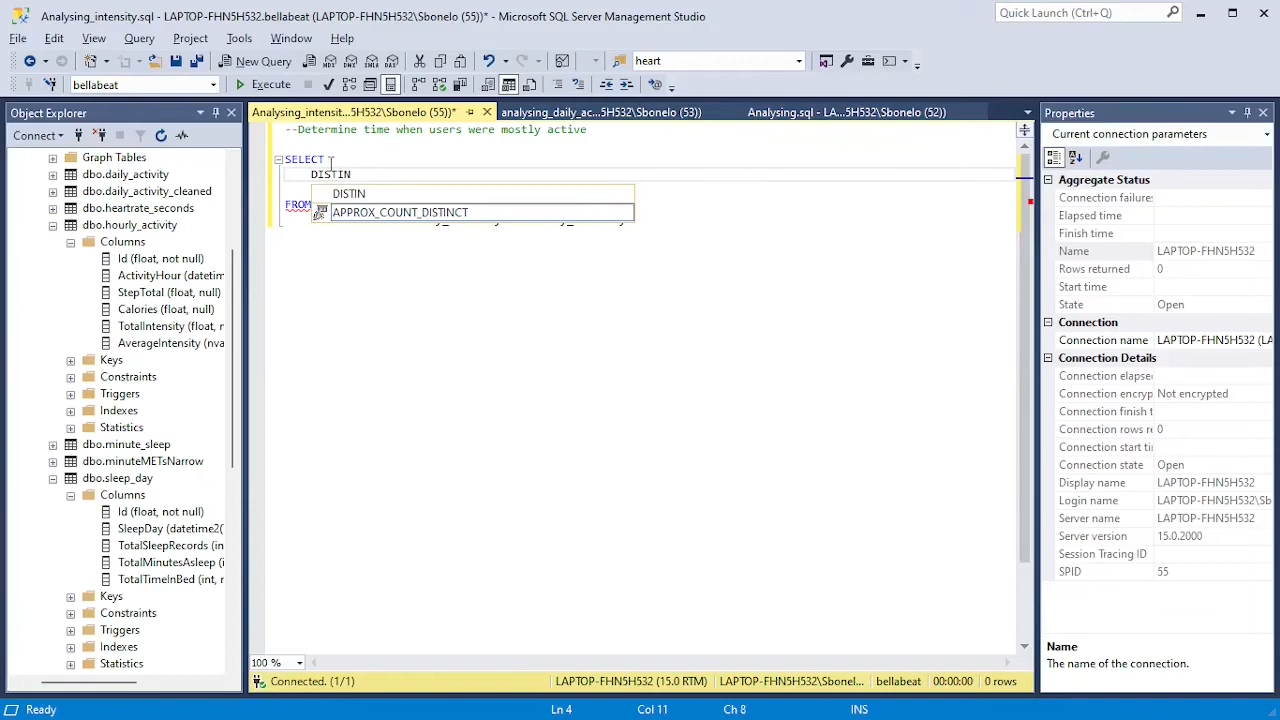 Analysing_intensity.sql - LAPTOP-FHN5H532.bellabeat (LAPTOP-FHN5H532\Sbonelo (55))* - Microsoft SQL Server Management Studio
Quick Launch (Ctrl+Q)
File Edit View Query Project Tools Window Help
New Query
heart
bellabeat
Execute
Object Explorer
Connect
Graph Tables
dbo.daily_activity
dbo.daily_activity_cleaned
dbo.heartrate_seconds
dbo.hourly_activity
Columns
Id (float, not null)
ActivityHour (datetim
StepTotal (float, null)
Calories (float, null)
TotalIntensity (float, n
AverageIntensity (nva
Keys
Constraints
Triggers
Indexes
Statistics
dbo.minute_sleep
dbo.minuteMETsNarrow
dbo.sleep_day
Columns
Id (float, not null)
SleepDay (datetime2(
TotalSleepRecords (in
TotalMinutesAsleep (i
TotalTimeInBed (int, n
Keys
Constraints
Triggers
Indexes
Statistics
Analysing_intensit...5H532\Sbonelo (55))*
analysing_daily_ac...5H532\Sbonelo (53))
Analysing.sql - LA...5H532\Sbonelo (52))
--Determine time when users were mostly active
SELECT
DISTIN
DISTIN
FROM
APPROX_COUNT_DISTINCT
100 %
Connected. (1/1)
LAPTOP-FHN5H532 (15.0 RTM)
LAPTOP-FHN5H532\Sbonel...
bellabeat
00:00:00
0 rows
Properties
Current connection parameters
Aggregate Status
Connection failures
Elapsed time
Finish time
Name LAPTOP-FHN5H532
Rows returned 0
Start time
State Open
Connection
Connection name LAPTOP-FHN5H532 (LA
Connection Details
Connection elapse
Connection encryp Not encrypted
Connection finish t
Connection rows re 0
Connection start ti
Connection state Open
Display name LAPTOP-FHN5H532
Login name LAPTOP-FHN5H532\Sb
Server name LAPTOP-FHN5H532
Server version 15.0.2000
Session Tracing ID
SPID 55
Name
The name of the connection.
Ready
Ln 4
Col 11
Ch 8
INS